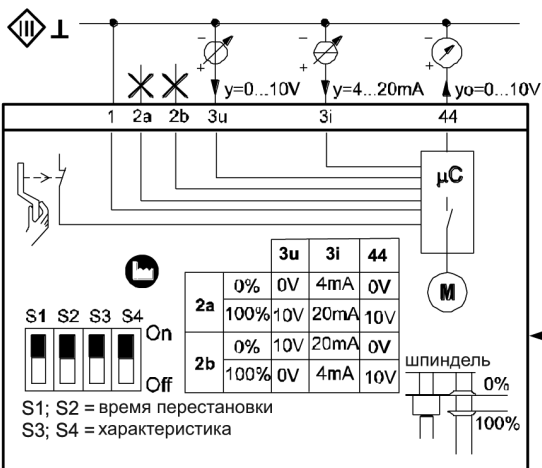 III ⊥
− − −
+ + +
y=0...10V y=4...20mA yo=0...10V
1 2a 2b 3u 3i 44
µC
M
3u 3i 44
2a 0% 0V 4mA 0V
100% 10V 20mA 10V
2b 0% 10V 20mA 0V
100% 0V 4mA 10V
S1 S2 S3 S4
On
Off
S1; S2 = время перестановки
S3; S4 = характеристика
шпиндель
0%
100%